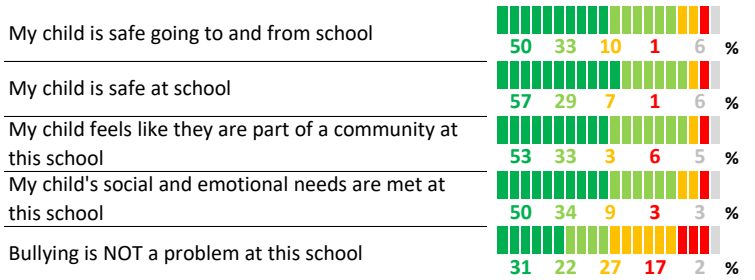 My child is safe going to and from school
50 33 10 1 6 %
My child is safe at school
57 29 7 1 6 %
My child feels like they are part of a community at
this school
53 33 3 6 5 %
My child's social and emotional needs are met at
this school
50 34 9 3 3 %
Bullying is NOT a problem at this school
31 22 27 17 2 %